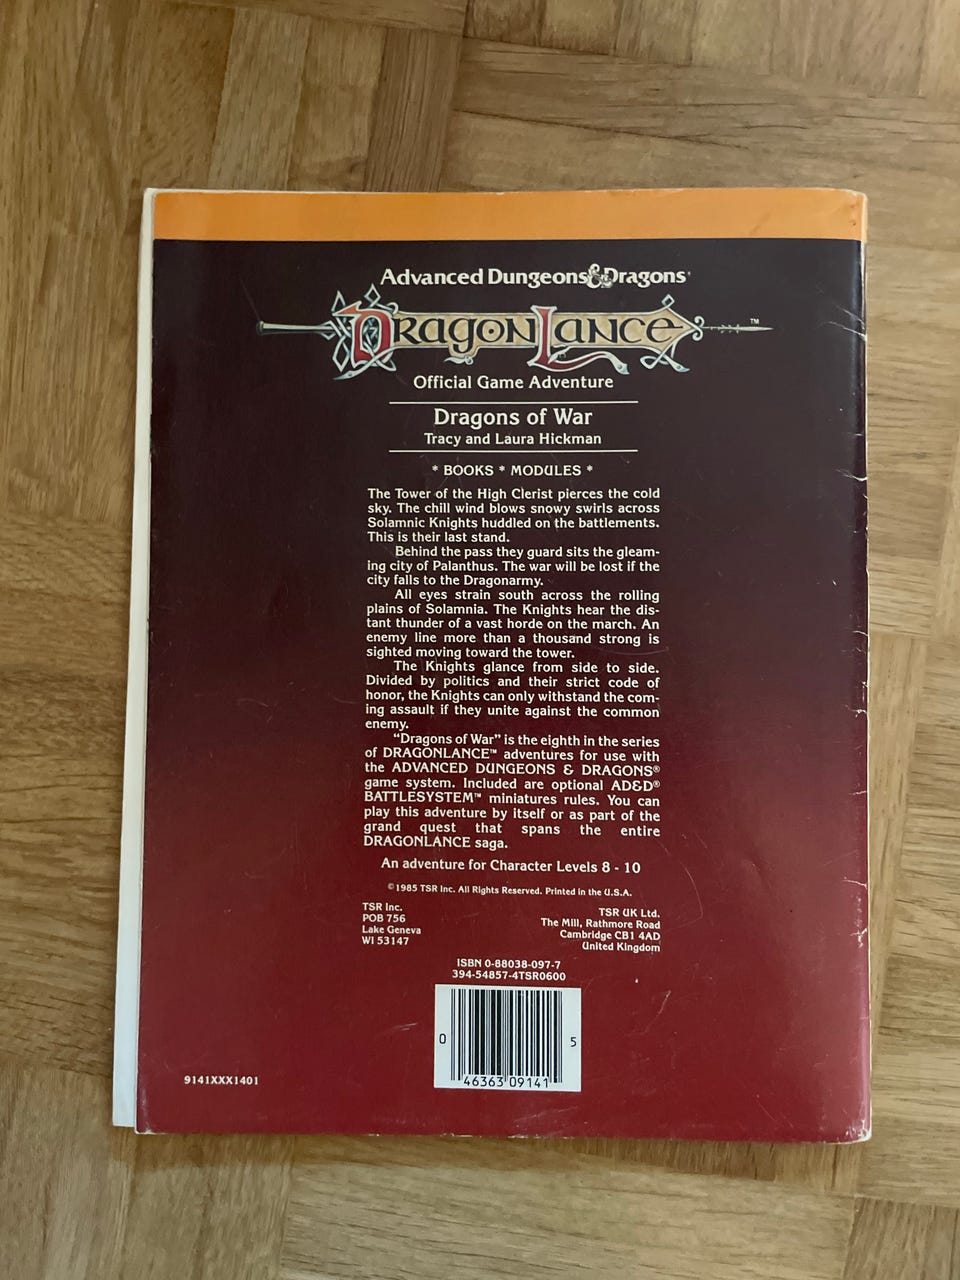 Advanced Dungeons & Dragons®
DRAGONLANCE™
Official Game Adventure
Dragons of War
Tracy and Laura Hickman
* BOOKS * MODULES *
The Tower of the High Clerist pierces the cold
sky. The chill wind blows snowy swirls across
Solamnic Knights huddled on the battlements.
This is their last stand.
Behind the pass they guard sits the gleam-
ing city of Palanthus. The war will be lost if the
city falls to the Dragonarmy.
All eyes strain south across the rolling
plains of Solamnia. The Knights hear the dis-
tant thunder of a vast horde on the march. An
enemy line more than a thousand strong is
sighted moving toward the tower.
The Knights glance from side to side.
Divided by politics and their strict code of
honor, the Knights can only withstand the com-
ing assault if they unite against the common
enemy.
"Dragons of War" is the eighth in the series
of DRAGONLANCE™ adventures for use with
the ADVANCED DUNGEONS & DRAGONS®
game system. Included are optional AD&D®
BATTLESYSTEM™ miniatures rules. You can
play this adventure by itself or as part of the
grand quest that spans the entire
DRAGONLANCE saga.
An adventure for Character Levels 8 - 10
©1985 TSR Inc. All Rights Reserved. Printed in the U.S.A.
TSR Inc.
POB 756
Lake Geneva
WI 53147
TSR UK Ltd.
The Mill, Rathmore Road
Cambridge CB1 4AD
United Kingdom
ISBN 0-88038-097-7
394-54857-4TSR0600
0 46363 09141 5
9141XXX1401